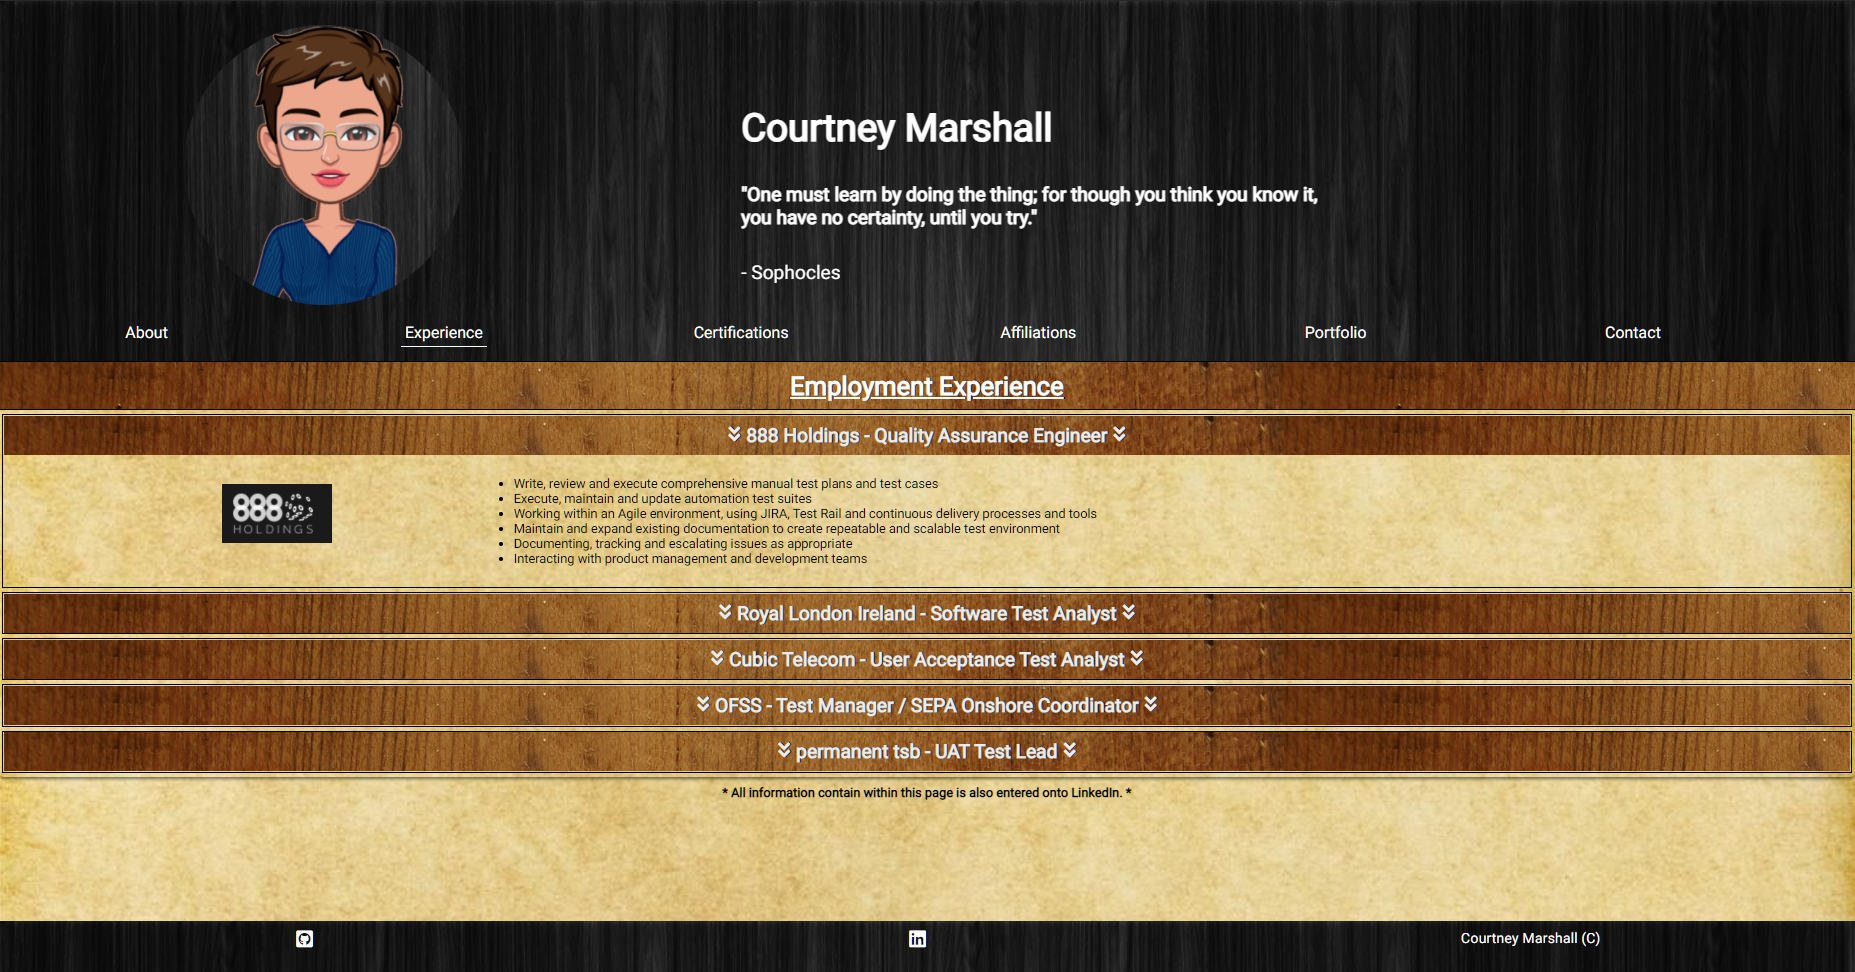 Courtney Marshall
"One must learn by doing the thing; for though you think you know it,
you have no certainty, until you try."
- Sophocles
About
Experience
Certifications
Affiliations
Portfolio
Contact
Employment Experience
888 Holdings - Quality Assurance Engineer
888
HOLDINGS
Write, review and execute comprehensive manual test plans and test cases
Execute, maintain and update automation test suites
Working within an Agile environment, using JIRA, Test Rail and continuous delivery processes and tools
Maintain and expand existing documentation to create repeatable and scalable test environment
Documenting, tracking and escalating issues as appropriate
Interacting with product management and development teams
Royal London Ireland - Software Test Analyst
Cubic Telecom - User Acceptance Test Analyst
OFSS - Test Manager / SEPA Onshore Coordinator
permanent tsb - UAT Test Lead
* All information contain within this page is also entered onto LinkedIn. *
in
Courtney Marshall (C)